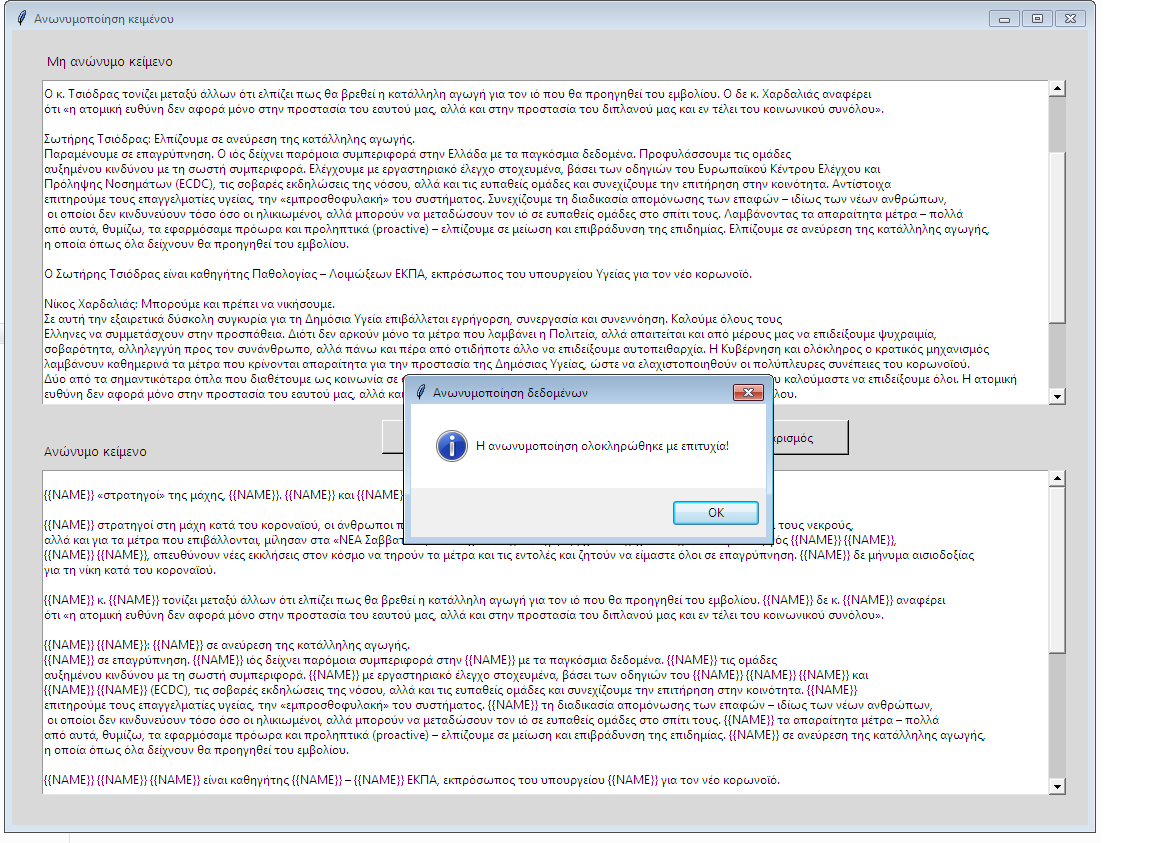 Ανωνυμοποίηση κειμένου
Μη ανώνυμο κείμενο
Ο κ. Τσιόδρας τονίζει μεταξύ άλλων ότι ελπίζει πως θα βρεθεί η κατάλληλη αγωγή για τον ιό που θα προηγηθεί του εμβολίου. Ο δε κ. Χαρδαλιάς αναφέρει
ότι «η ατομική ευθύνη δεν αφορά μόνο στην προστασία του εαυτού μας, αλλά και στην προστασία του διπλανού μας και εν τέλει του κοινωνικού συνόλου».
Σωτήρης Τσιόδρας: Ελπίζουμε σε ανεύρεση της κατάλληλης αγωγής.
Παραμένουμε σε επαγρύπνηση. Ο ιός δείχνει παρόμοια συμπεριφορά στην Ελλάδα με τα παγκόσμια δεδομένα. Προφυλάσσουμε τις ομάδες
αυξημένου κινδύνου με τη σωστή συμπεριφορά. Ελέγχουμε με εργαστηριακό έλεγχο στοχευμένα, βάσει των οδηγιών του Ευρωπαϊκού Κέντρου Ελέγχου και
Πρόληψης Νοσημάτων (ECDC), τις σοβαρές εκδηλώσεις της νόσου, αλλά και τις ευπαθείς ομάδες και συνεχίζουμε την επιτήρηση στην κοινότητα. Αντίστοιχα
επιτηρούμε τους επαγγελματίες υγείας, την «εμπροσθοφυλακή» του συστήματος. Συνεχίζουμε τη διαδικασία απομόνωσης των επαφών – ιδίως των νέων ανθρώπων,
οι οποίοι δεν κινδυνεύουν τόσο όσο οι ηλικιωμένοι, αλλά μπορούν να μεταδώσουν τον ιό σε ευπαθείς ομάδες στο σπίτι τους. Λαμβάνοντας τα απαραίτητα μέτρα – πολλά
από αυτά, θυμίζω, τα εφαρμόσαμε πρόωρα και προληπτικά (proactive) – ελπίζουμε σε μείωση και επιβράδυνση της επιδημίας. Ελπίζουμε σε ανεύρεση της κατάλληλης αγωγής,
η οποία όπως όλα δείχνουν θα προηγηθεί του εμβολίου.
Ο Σωτήρης Τσιόδρας είναι καθηγητής Παθολογίας – Λοιμώξεων ΕΚΠΑ, εκπρόσωπος του υπουργείου Υγείας για τον νέο κορωνοϊό.
Νίκος Χαρδαλιάς: Μπορούμε και πρέπει να νικήσουμε.
Σε αυτή την εξαιρετικά δύσκολη συγκυρία για τη Δημόσια Υγεία επιβάλλεται εγρήγορση, συνεργασία και συνεννόηση. Καλούμε όλους τους
Ελληνες να συμμετάσχουν στην προσπάθεια. Διότι δεν αρκούν μόνο τα μέτρα που λαμβάνει η Πολιτεία, αλλά απαιτείται και από μέρους μας να επιδείξουμε ψυχραιμία,
σοβαρότητα, αλληλεγγύη προς τον συνάνθρωπο, αλλά πάνω και πέρα από οτιδήποτε άλλο να επιδείξουμε αυτοπειθαρχία. Η Κυβέρνηση και ολόκληρος ο κρατικός μηχανισμός
λαμβάνουν καθημερινά τα μέτρα που κρίνονται απαραίτητα για την προστασία της Δημόσιας Υγείας, ώστε να ελαχιστοποιηθούν οι πολύπλευρες συνέπειες του κορωνοϊού.
Δύο από τα σημαντικότερα όπλα που διαθέτουμε ως κοινωνία σε υ καλούμαστε να επιδείξουμε όλοι. Η ατομική
ευθύνη δεν αφορά μόνο στην προστασία του εαυτού μας, αλλά και λου.
Ανωνυμοποίηση δεδομένων
Η ανωνυμοποίηση ολοκληρώθηκε με επιτυχία!
OK
ρισμός
Ανώνυμο κείμενο
{{NAME}} «στρατηγοί» της μάχης, {{NAME}}. {{NAME}} και {{NAME}
{{NAME}} στρατηγοί στη μάχη κατά του κοροναϊού, οι άνθρωποι π ι τους νεκρούς,
αλλά και για τα μέτρα που επιβάλλονται, μίλησαν στα «ΝΕΑ Σαββατ ός {{NAME}} {{NAME}},
{{NAME}} {{NAME}}, απευθύνουν νέες εκκλήσεις στον κόσμο να τηρούν τα μέτρα και τις εντολές και ζητούν να είμαστε όλοι σε επαγρύπνηση. {{NAME}} δε μήνυμα αισιοδοξίας
για τη νίκη κατά του κοροναϊού.
{{NAME}} κ. {{NAME}} τονίζει μεταξύ άλλων ότι ελπίζει πως θα βρεθεί η κατάλληλη αγωγή για τον ιό που θα προηγηθεί του εμβολίου. {{NAME}} δε κ. {{NAME}} αναφέρει
ότι «η ατομική ευθύνη δεν αφορά μόνο στην προστασία του εαυτού μας, αλλά και στην προστασία του διπλανού μας και εν τέλει του κοινωνικού συνόλου».
{{NAME}} {{NAME}}: {{NAME}} σε ανεύρεση της κατάλληλης αγωγής.
{{NAME}} σε επαγρύπνηση. {{NAME}} ιός δείχνει παρόμοια συμπεριφορά στην {{NAME}} με τα παγκόσμια δεδομένα. {{NAME}} τις ομάδες
αυξημένου κινδύνου με τη σωστή συμπεριφορά. {{NAME}} με εργαστηριακό έλεγχο στοχευμένα, βάσει των οδηγιών του {{NAME}} {{NAME}} {{NAME}} και
{{NAME}} {{NAME}} (ECDC), τις σοβαρές εκδηλώσεις της νόσου, αλλά και τις ευπαθείς ομάδες και συνεχίζουμε την επιτήρηση στην κοινότητα. {{NAME}}
επιτηρούμε τους επαγγελματίες υγείας, την «εμπροσθοφυλακή» του συστήματος. {{NAME}} τη διαδικασία απομόνωσης των επαφών – ιδίως των νέων ανθρώπων,
οι οποίοι δεν κινδυνεύουν τόσο όσο οι ηλικιωμένοι, αλλά μπορούν να μεταδώσουν τον ιό σε ευπαθείς ομάδες στο σπίτι τους. {{NAME}} τα απαραίτητα μέτρα – πολλά
από αυτά, θυμίζω, τα εφαρμόσαμε πρόωρα και προληπτικά (proactive) – ελπίζουμε σε μείωση και επιβράδυνση της επιδημίας. {{NAME}} σε ανεύρεση της κατάλληλης αγωγής,
η οποία όπως όλα δείχνουν θα προηγηθεί του εμβολίου.
{{NAME}} {{NAME}} {{NAME}} είναι καθηγητής {{NAME}} – {{NAME}} ΕΚΠΑ, εκπρόσωπος του υπουργείου {{NAME}} για τον νέο κορωνοϊό.